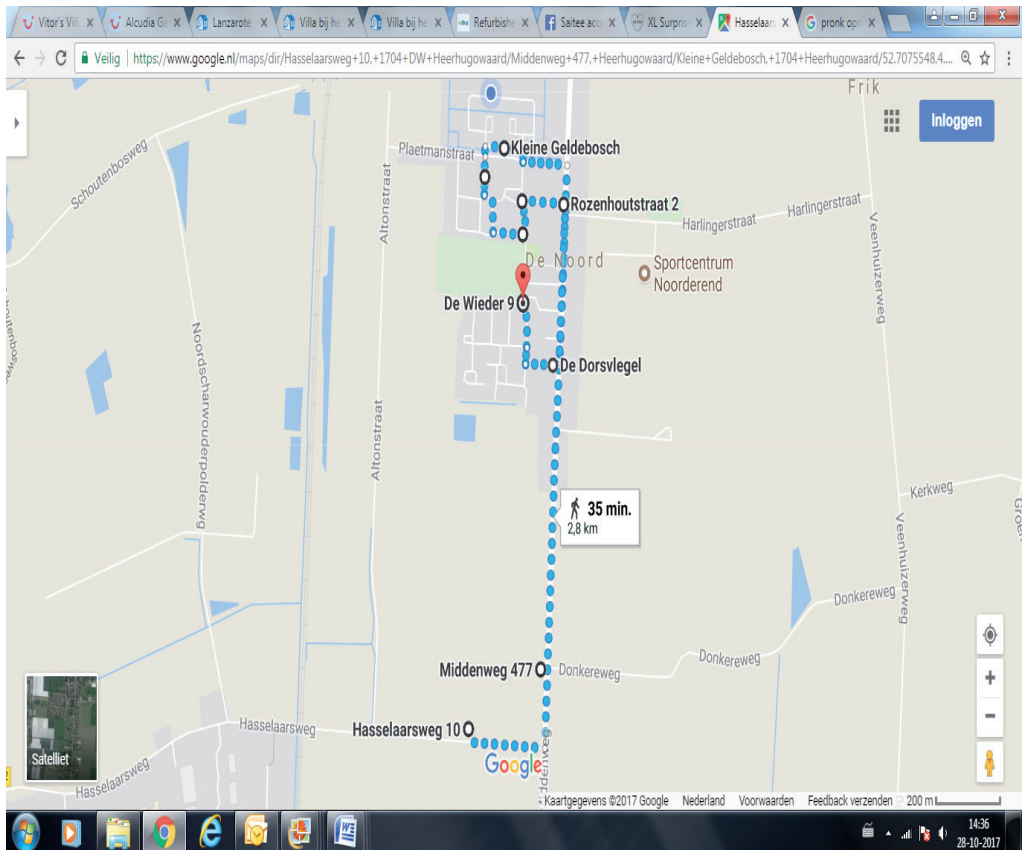 Vitor's Vill
Alcudia Ga
Lanzarote
Villa bij he
Villa bij he
Refurbishe
Saitee acc
XL Surpris
Hasselaars
pronk ops
Veilig
https://www.google.nl/maps/dir/Hasselaarsweg+10,+1704+DW+Heerhugowaard/Middenweg+477,+Heerhugowaard/Kleine+Geldebosch,+1704+Heerhugowaard/52.7075548,4....
Frik
Inloggen
Schoutenbosweg
Plaetmanstraat
Kleine Geldebosch
Altonstraat
Rozenhoutstraat 2
Harlingerstraat
Harlingerstraat
Veenhuizerweg
De Noord
Sportcentrum
Noorderend
De Wieder 9
Noordscharwouderpolderwg
De Dorsvlegel
Altonstraat
Kerkweg
35 min.
2,8 km
Veenhuizerweg
Donkereweg
Middenweg 477
Donkereweg
Donkereweg
Hasselaarsweg
Hasselaarsweg 10
Satelliet
Google
Hasselaarsweg
Kaartgegevens ©2017 Google
Nederland
Voorwaarden
Feedback verzenden
200 m
14:36
28-10-2017